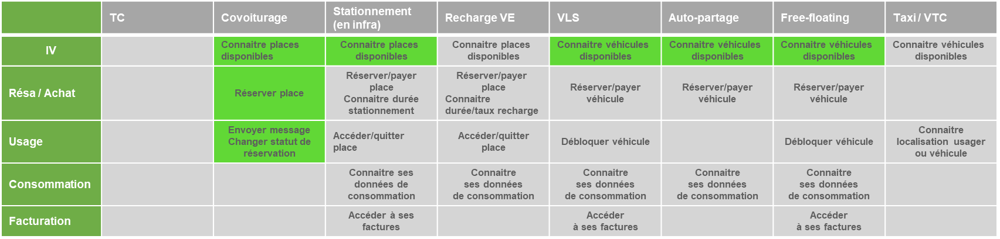 TC
Covoiturage
Stationnement
(en infra)
Recharge VE
VLS
Auto-partage
Free-floating
Taxi / VTC
IV
Connaitre places
disponibles
Connaitre places
disponibles
Connaitre places
disponibles
Connaitre véhicules
disponibles
Connaitre véhicules
disponibles
Connaitre véhicules
disponibles
Connaitre véhicules
disponibles
Résa / Achat
Réserver place
Réserver/payer
place
Connaitre durée
stationnement
Réserver/payer
place
Connaitre
durée/taux recharge
Réserver/payer
véhicule
Réserver/payer
véhicule
Réserver/payer
véhicule
Usage
Envoyer message
Changer statut de
réservation
Accéder/quitter
place
Accéder/quitter
place
Débloquer véhicule
Débloquer véhicule
Connaitre
localisation usager
ou véhicule
Consommation
Connaitre ses
données de
consommation
Connaitre
ses données
de consommation
Connaitre
ses données
de consommation
Connaitre
ses données
de consommation
Connaitre
ses données
de consommation
Facturation
Accéder à ses
factures
Accéder
à ses factures
Accéder
à ses factures